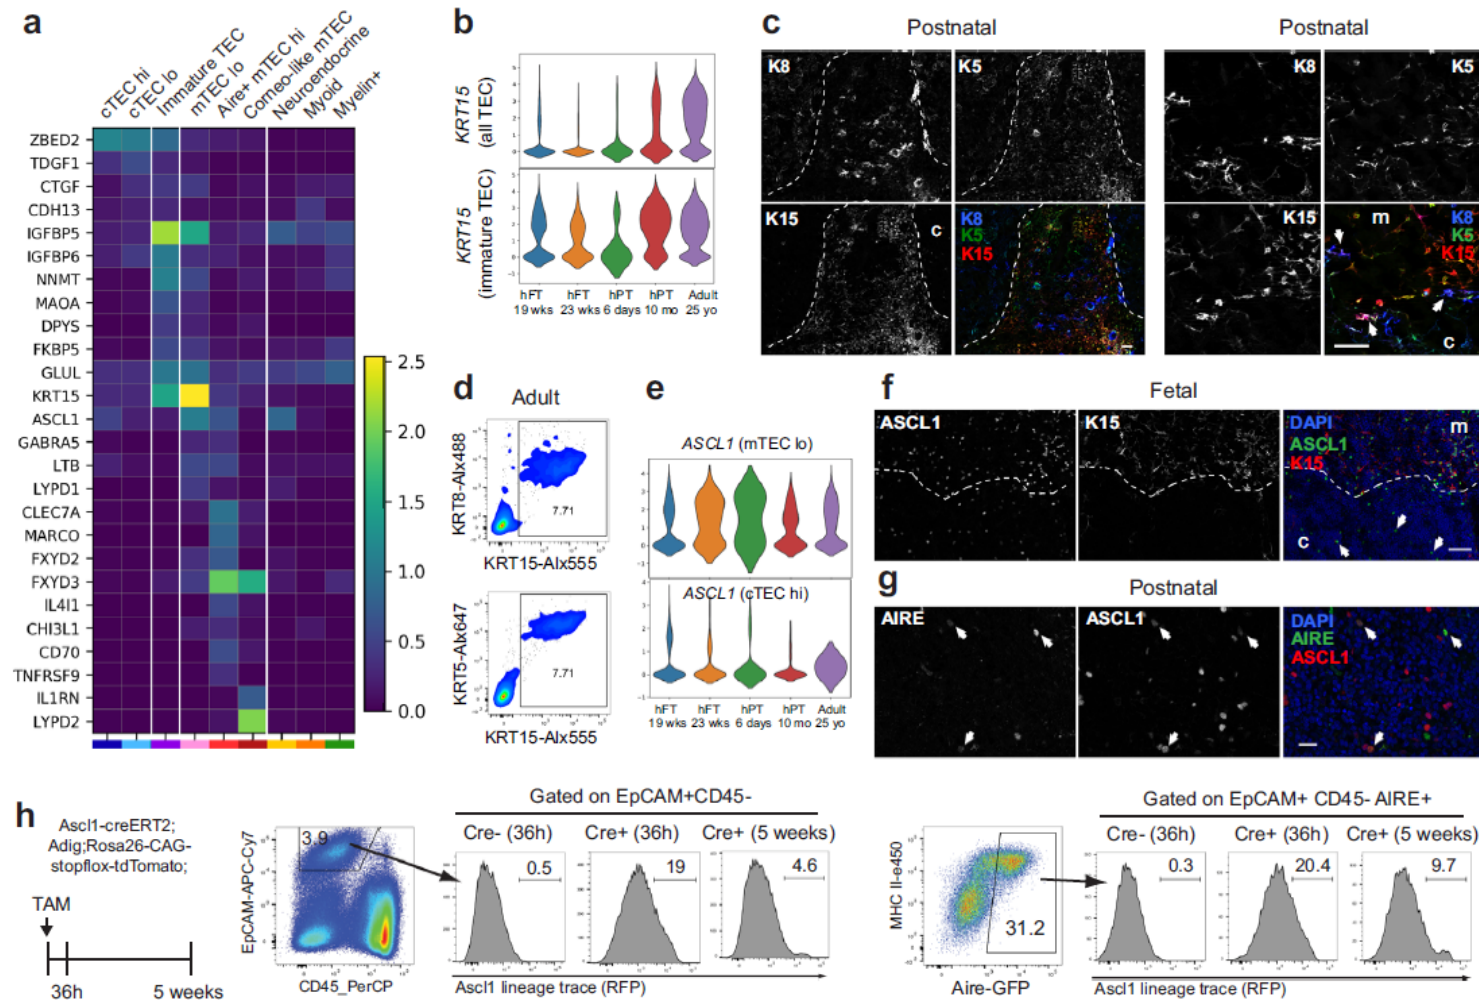 a
cTEC hi
cTEC lo
Immature TEC
mTEC lo
Aire+ mTEC hi
Corneo-like mTEC
Neuroendocrine
Myoid
Myelin+
ZBED2
TDGF1
CTGF
CDH13
IGFBP5
IGFBP6
NNMT
MAOA
DPYS
FKBP5
GLUL
KRT15
ASCL1
GABRA5
LTB
LYPD1
CLEC7A
MARCO
FXYD2
FXYD3
IL4I1
CHI3L1
CD70
TNFRSF9
IL1RN
LYPD2
2.5
2.0
1.5
1.0
0.5
0.0
b
KRT15
(all TEC)
KRT15
(immature TEC)
hFT
19 wks
hFT
23 wks
hPT
6 days
hPT
10 mo
Adult
25 yo
c
Postnatal
K8
K5
K15
c
K8
K5
K15
Postnatal
K8
K5
K15
m
K8
K5
K15
c
d
Adult
KRT8-Alx488
7.71
KRT15-Alx555
KRT5-Alx647
7.71
KRT15-Alx555
e
ASCL1 (mTEC lo)
ASCL1 (cTEC hi)
hFT
19 wks
hFT
23 wks
hPT
6 days
hPT
10 mo
Adult
25 yo
f
Fetal
ASCL1
K15
DAPI
ASCL1
K15
m
c
g
Postnatal
AIRE
ASCL1
DAPI
AIRE
ASCL1
h
Ascl1-creERT2;
Adig;Rosa26-CAG-
stopflox-tdTomato;
TAM
36h
5 weeks
EpCAM-APC-Cy7
3.9
CD45_PerCP
Gated on EpCAM+CD45-
Cre- (36h)
Cre+ (36h)
Cre+ (5 weeks)
0.5
19
4.6
Ascl1 lineage trace (RFP)
MHC II-e450
31.2
Aire-GFP
Gated on EpCAM+ CD45- AIRE+
Cre- (36h)
Cre+ (36h)
Cre+ (5 weeks)
0.3
20.4
9.7
Ascl1 lineage trace (RFP)